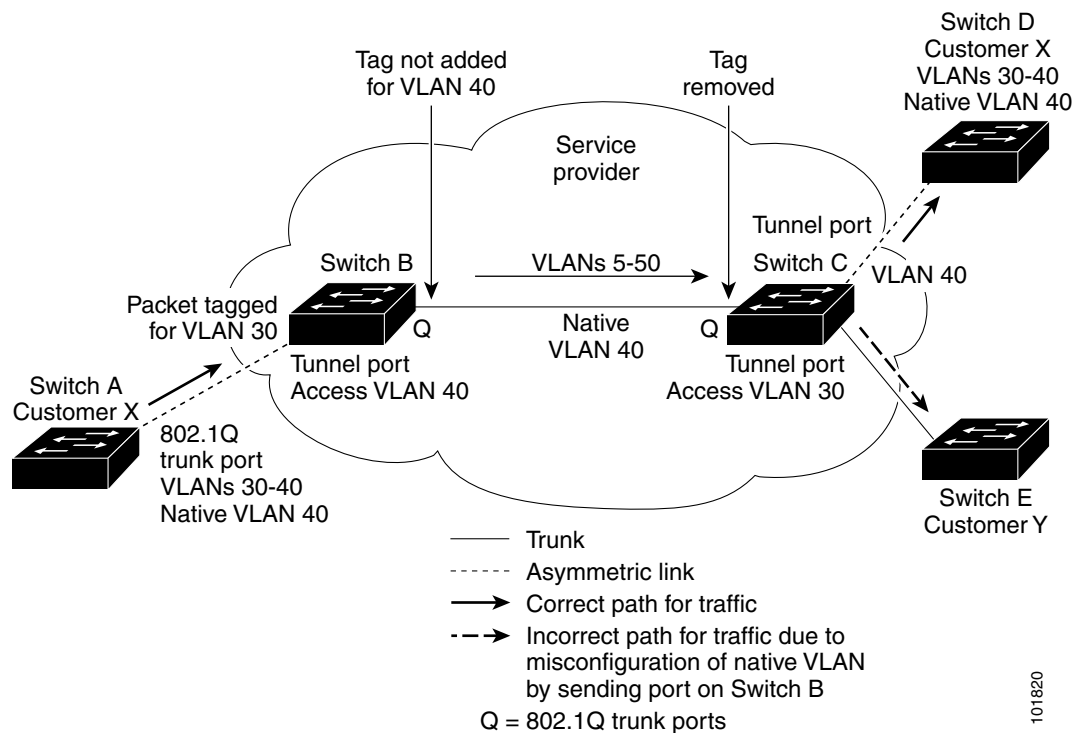 Switch D
Customer X
VLANs 30-40
Native VLAN 40
Tag not added
for VLAN 40
Tag
removed
Service
provider
Tunnel port
Switch B
VLANs 5-50
Switch C
VLAN 40
Packet tagged
for VLAN 30
Q
Native
VLAN 40
Q
Tunnel port
Access VLAN 40
Tunnel port
Access VLAN 30
Switch A
Customer X
802.1Q
trunk port
VLANs 30-40
Native VLAN 40
Switch E
Customer Y
Trunk
Asymmetric link
Correct path for traffic
Incorrect path for traffic due to
misconfiguration of native VLAN
by sending port on Switch B
Q = 802.1Q trunk ports
101820